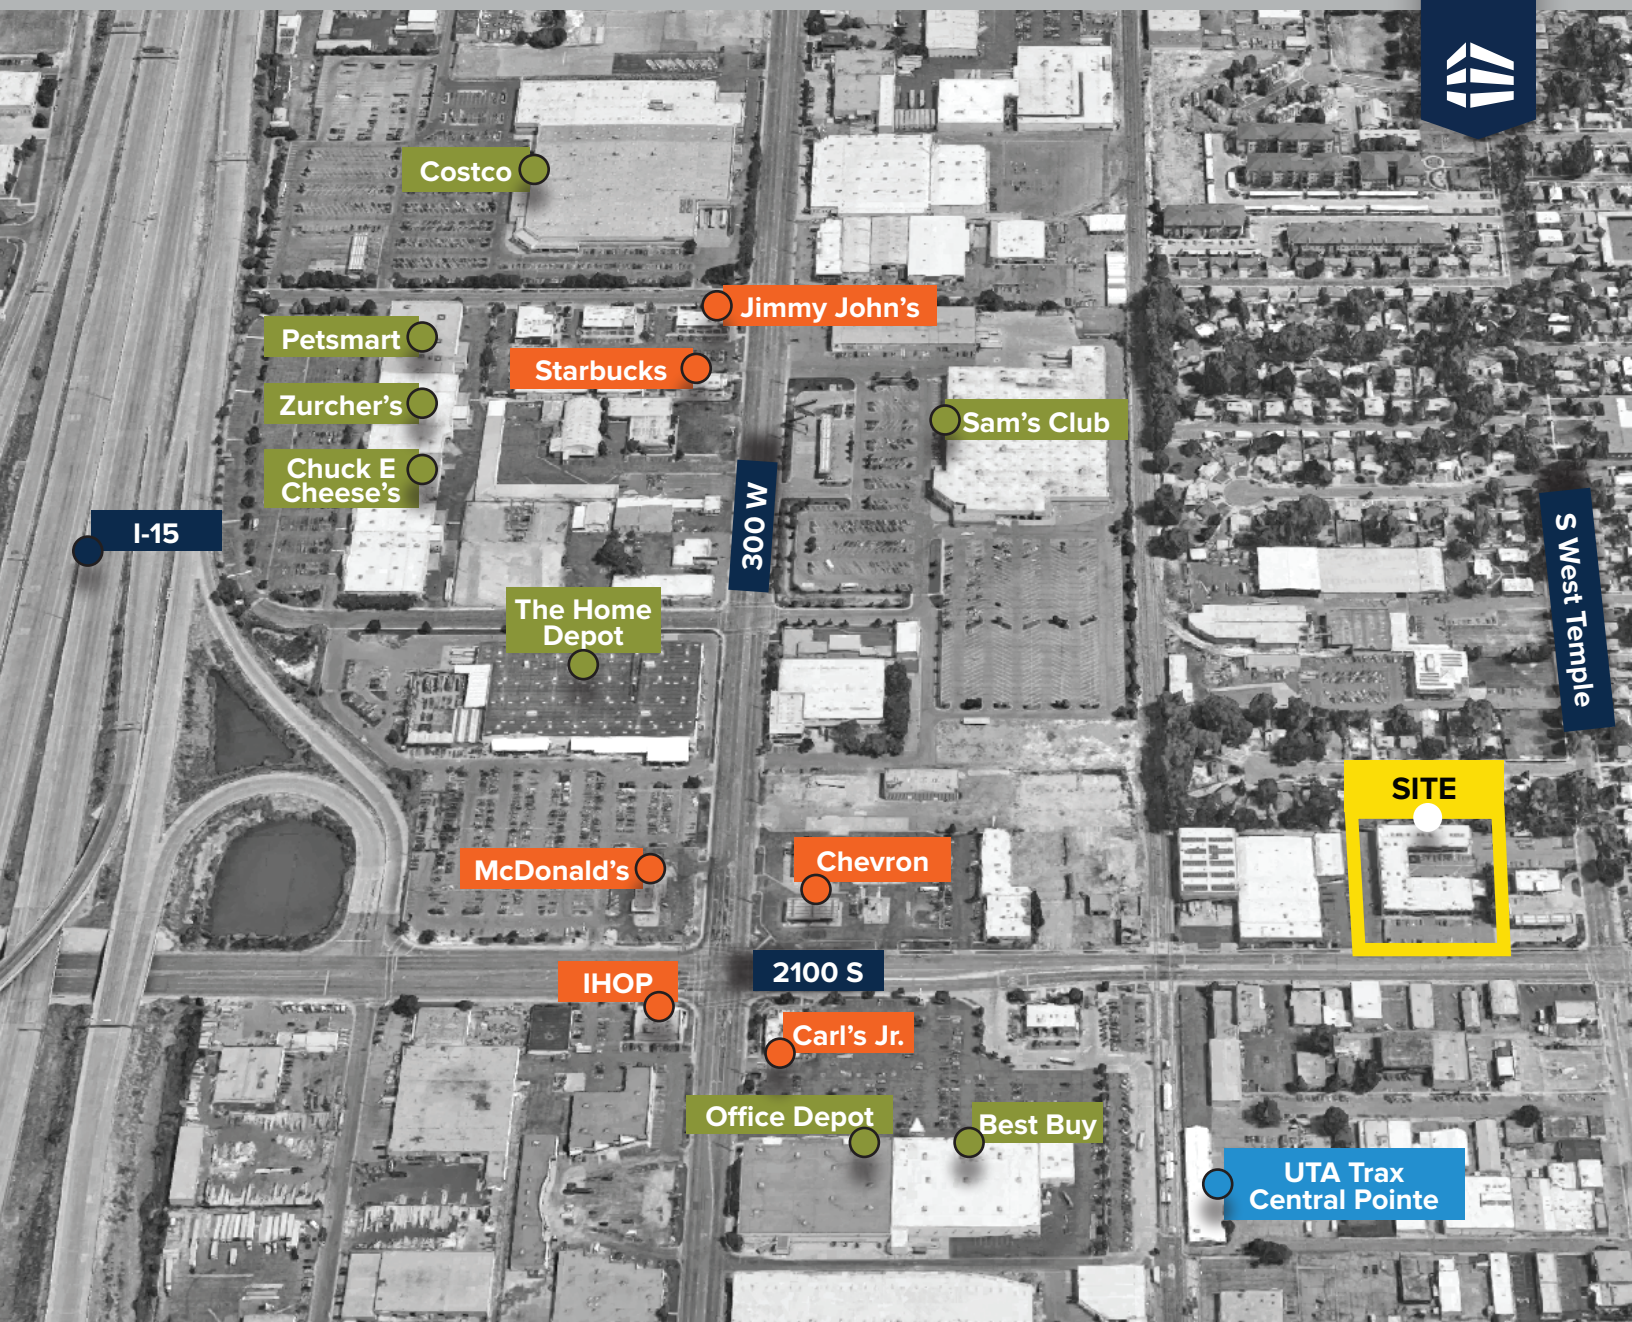 Costco
Jimmy John's
Petsmart
Starbucks
Zurcher's
Sam's Club
Chuck E
Cheese's
I-15
300 W
S West Temple
The Home
Depot
SITE
McDonald's
Chevron
2100 S
IHOP
Carl's Jr.
Office Depot
Best Buy
UTA Trax
Central Pointe